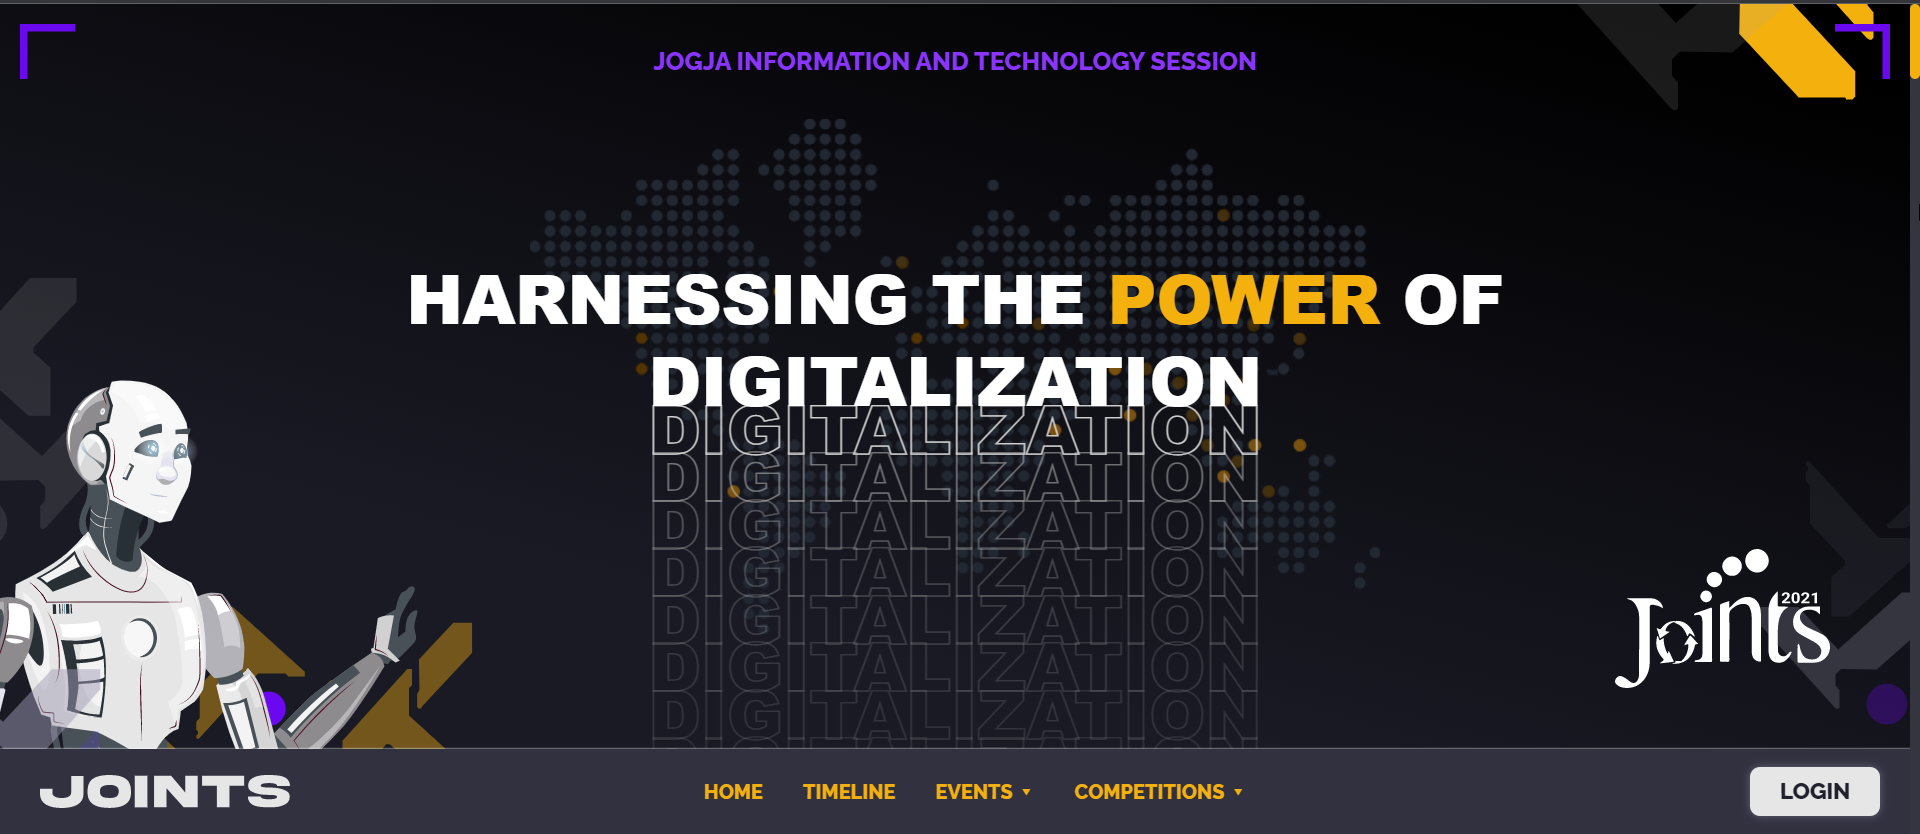 JOGJA INFORMATION AND TECHNOLOGY SESSION
HARNESSING THE POWER OF
DIGITALIZATION
DIGITALIZATION
DIGITALIZATION
DIGITALIZATION
DIGITALIZATION
DIGITALIZATION
DIGITALIZATION
DIGITALIZATION
Joints 2021
JOINTS
HOME TIMELINE EVENTS COMPETITIONS
LOGIN